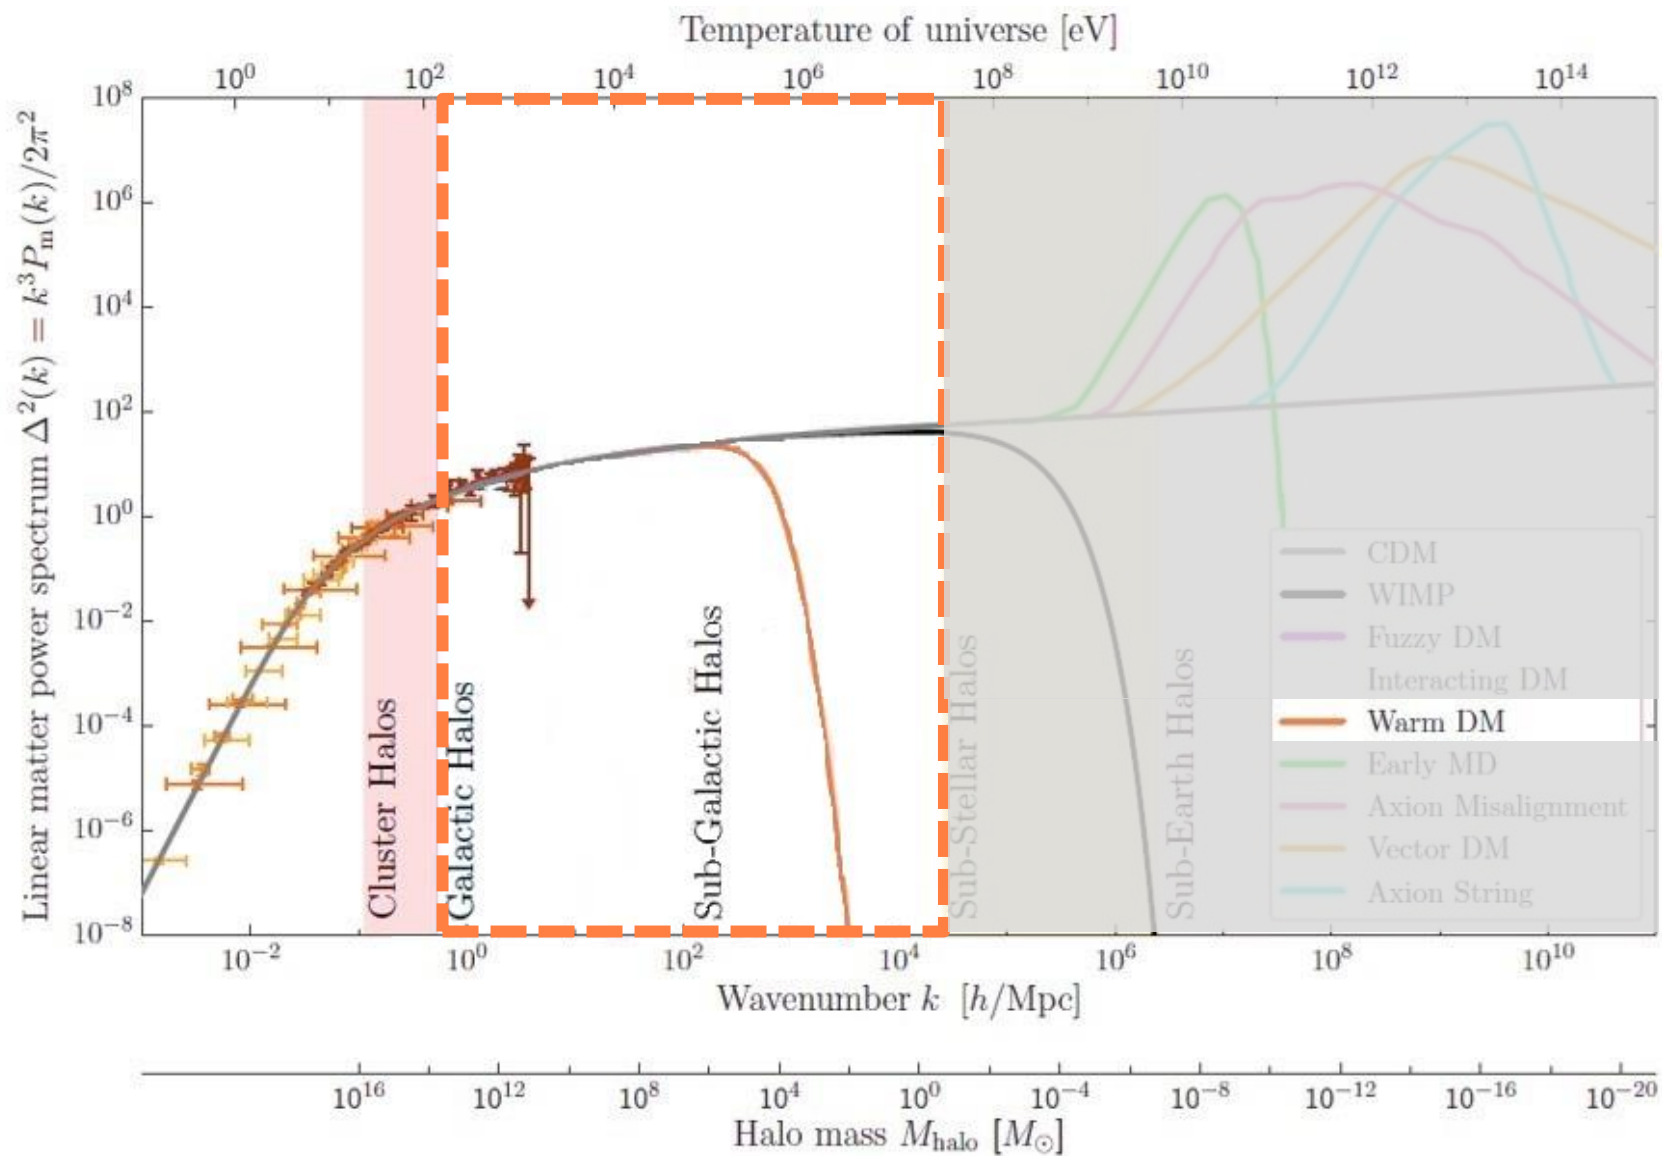 Temperature of universe [eV]
10^0 10^2 10^4 10^6 10^8 10^10 10^12 10^14
Linear matter power spectrum Δ^2(k) = k^3 P_m(k)/2π^2
10^8
10^6
10^4
10^2
10^0
10^-2
10^-4
10^-6
10^-8
Cluster Halos
Galactic Halos
Sub-Galactic Halos
Sub-Stellar Halos
Sub-Earth Halos
CDM
WIMP
Fuzzy DM
Interacting DM
Warm DM
Early MD
Axion Misalignment
Vector DM
Axion String
10^-2 10^0 10^2 10^4 10^6 10^8 10^10
Wavenumber k [h/Mpc]
10^16 10^12 10^8 10^4 10^0 10^-4 10^-8 10^-12 10^-16 10^-20
Halo mass M_halo [M_⊙]